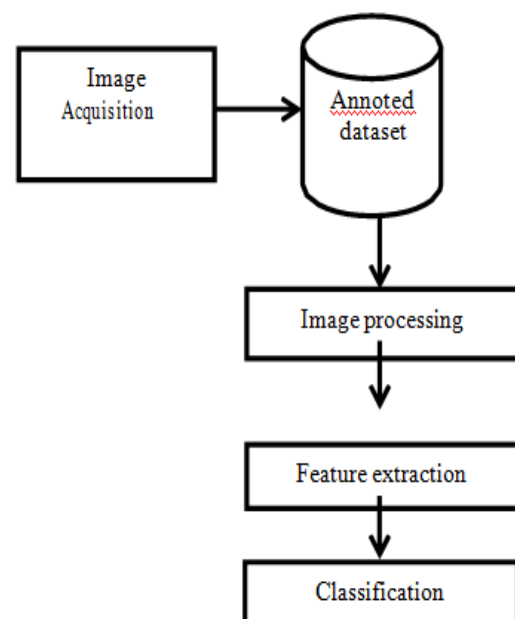 Image
Acquisition
Annoted
dataset
Image processing
Feature extraction
Classification